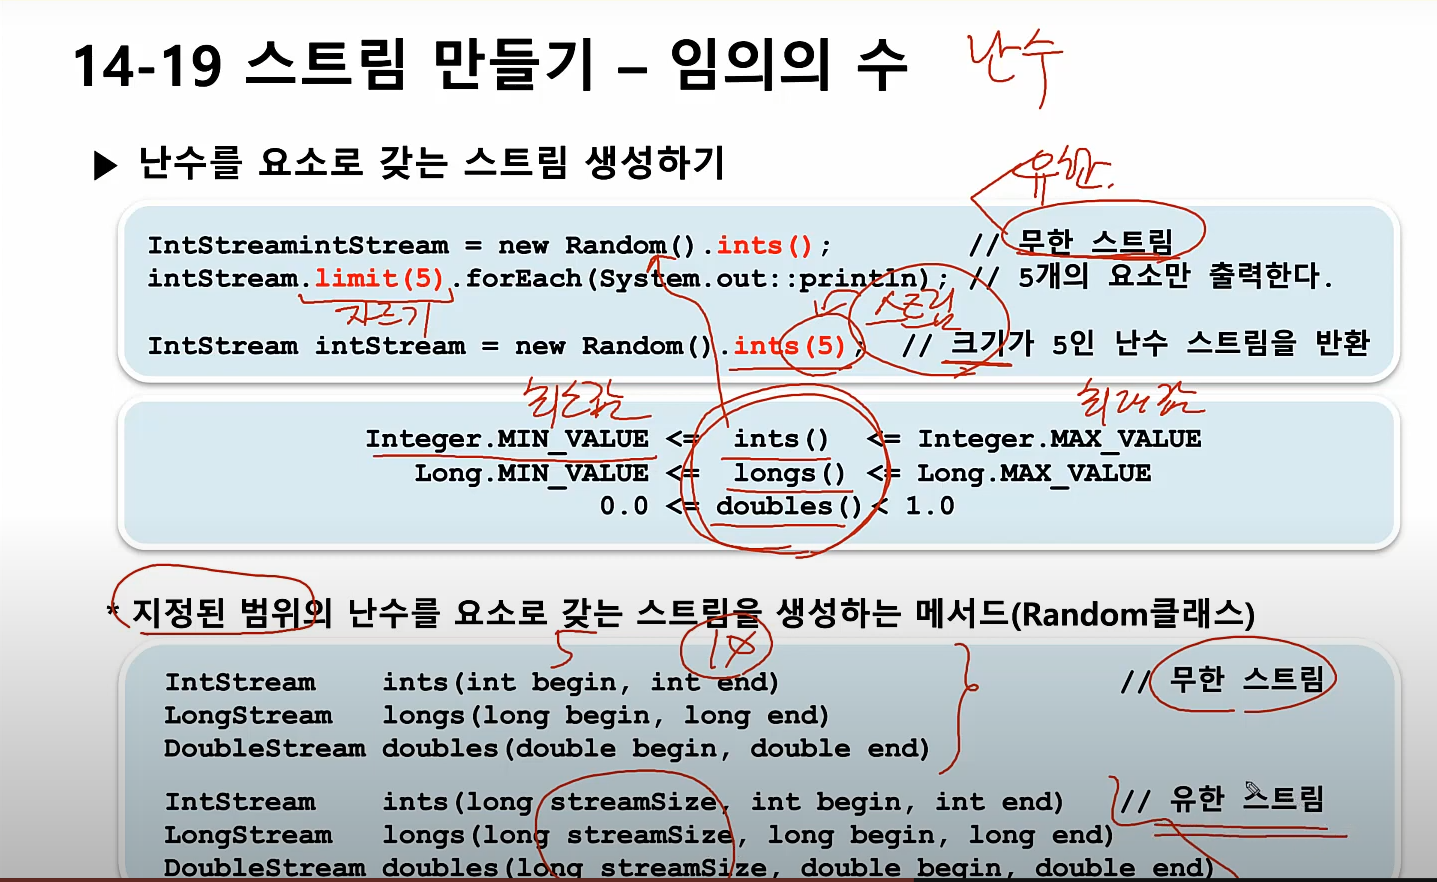 14-19 스트림 만들기 – 임의의 수 난수
▶ 난수를 요소로 갖는 스트림 생성하기
유한.
IntStreamintStream = new Random().ints(); // 무한 스트림
intStream.limit(5).forEach(System.out::println); // 5개의 요소만 출력한다.
자르기 스트림
IntStream intStream = new Random().ints(5); // 크기가 5인 난수 스트림을 반환
최소값 최대값
Integer.MIN_VALUE <= ints() <= Integer.MAX_VALUE
Long.MIN_VALUE <= longs() <= Long.MAX_VALUE
0.0 <= doubles() < 1.0
* 지정된 범위의 난수를 요소로 갖는 스트림을 생성하는 메서드(Random클래스)
5 10
IntStream ints(int begin, int end) // 무한 스트림
LongStream longs(long begin, long end)
DoubleStream doubles(double begin, double end)
IntStream ints(long streamSize, int begin, int end) // 유한 스트림
LongStream longs(long streamSize, long begin, long end)
DoubleStream doubles(long streamSize, double begin, double end)